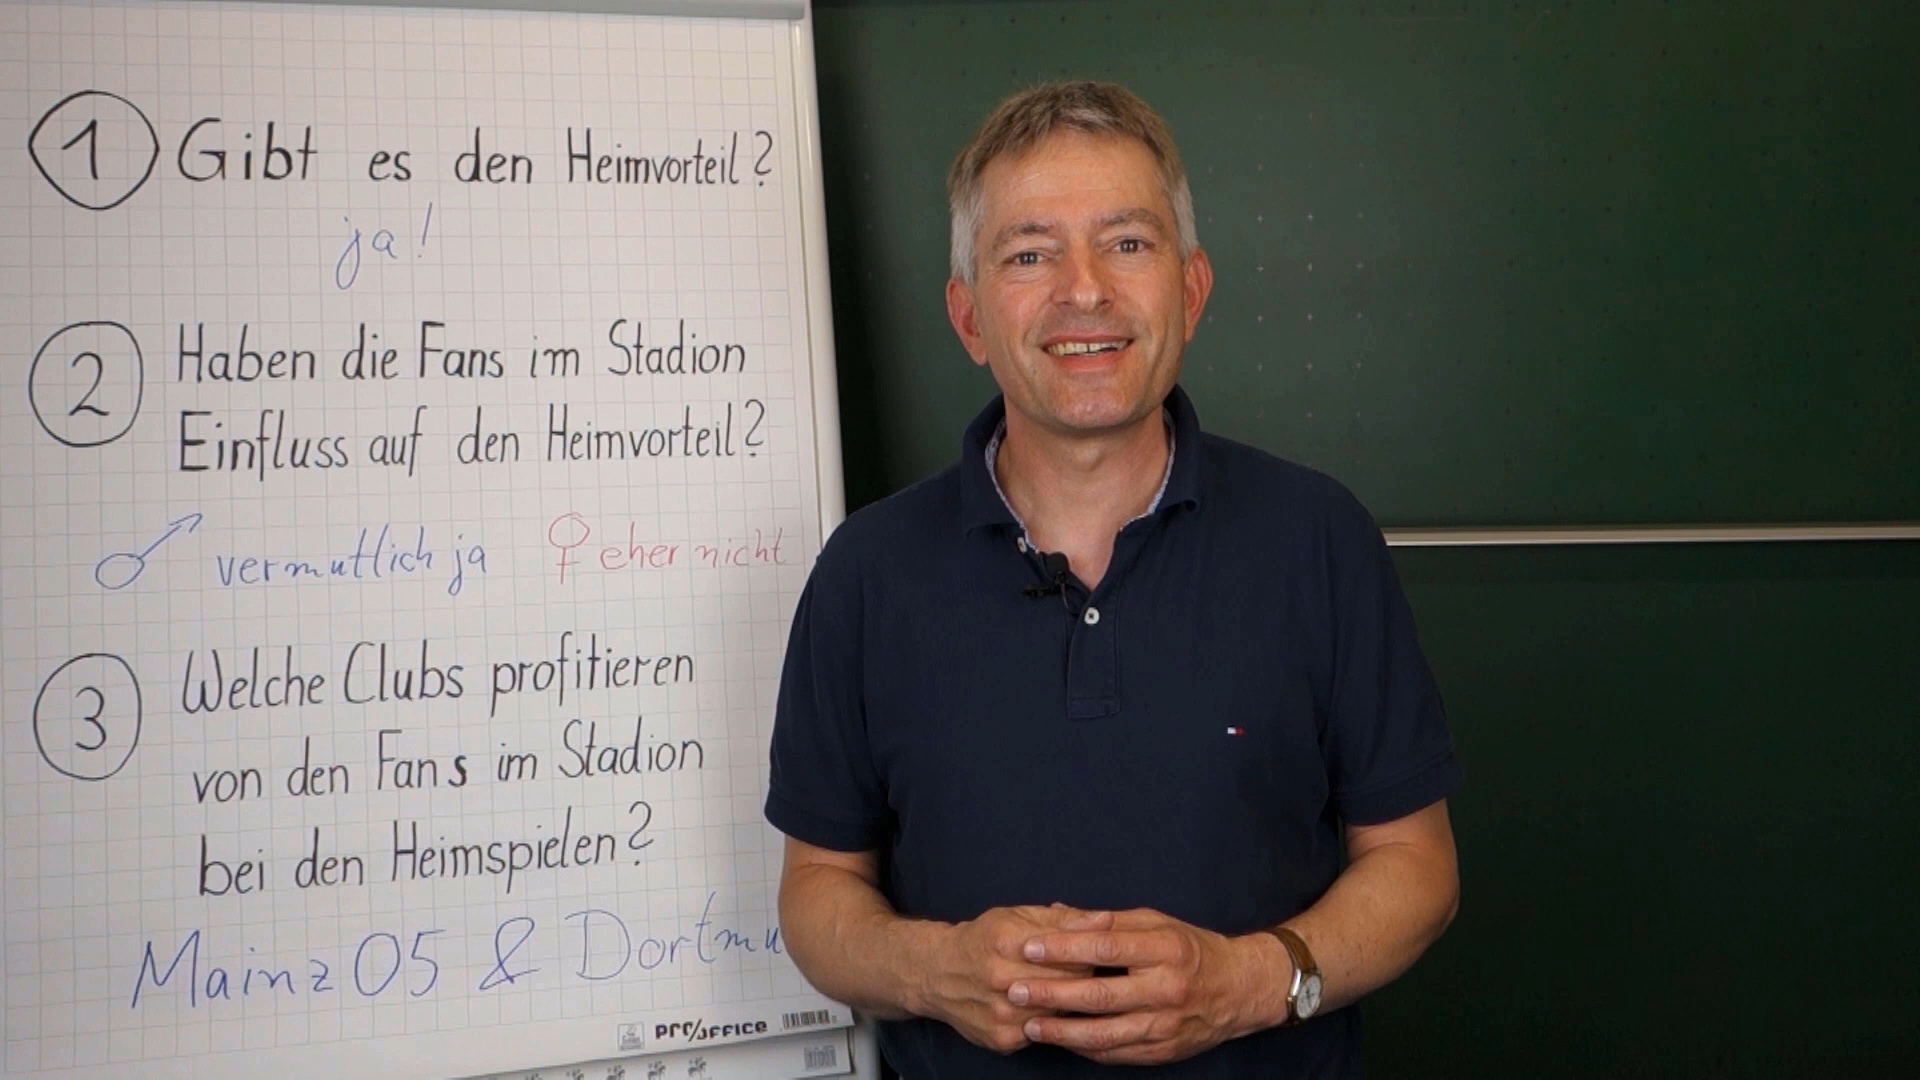 1 Gibt es den Heimvorteil?
ja!
2 Haben die Fans im Stadion
Einfluss auf den Heimvorteil?
♂ vermutlich ja ♀ eher nicht
3 Welche Clubs profitieren
von den Fans im Stadion
bei den Heimspielen?
Mainz 05 & Dortmu
PRO/OFFICE